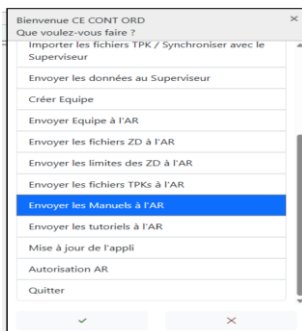 Bienvenue CE CONT ORD
Que voulez-vous faire ?
Importer les fichiers TPK / Synchroniser avec le
Superviseur
Envoyer les données au Superviseur
Créer Equipe
Envoyer Equipe à l'AR
Envoyer les fichiers ZD à l'AR
Envoyer les limites des ZD à l'AR
Envoyer les fichiers TPKs à l'AR
Envoyer les Manuels à l'AR
Envoyer les tutoriels à l'AR
Mise à jour de l'appli
Autorisation AR
Quitter